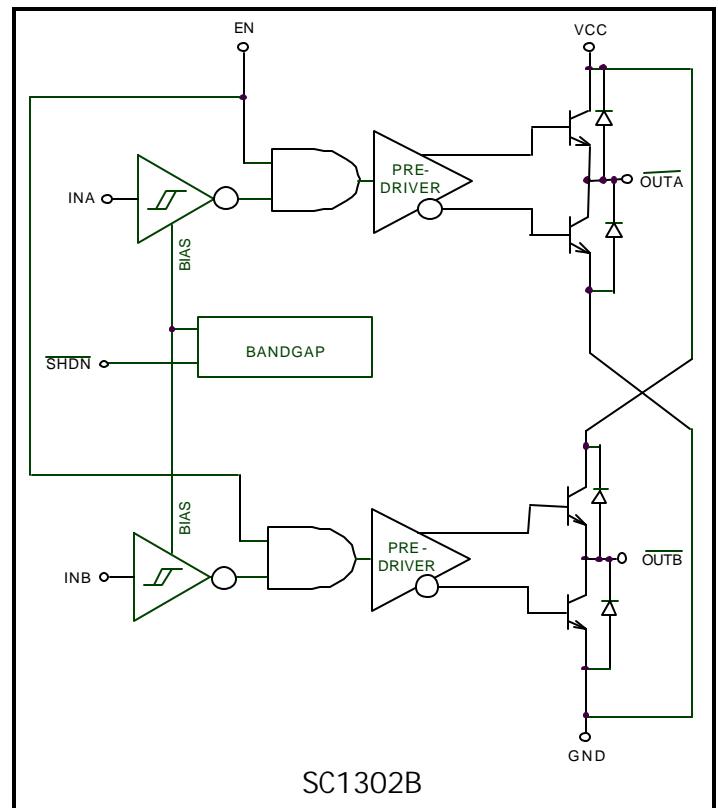 EN
VCC
PRE-
DRIVER
INA
OUTA
BIAS
SHDN
BANDGAP
BIAS
PRE-
DRIVER
INB
OUTB
GND
SC1302B